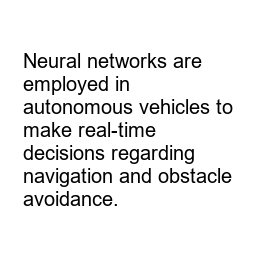 Neural networks are
employed in
autonomous vehicles to
make real-time
decisions regarding
navigation and obstacle
avoidance.